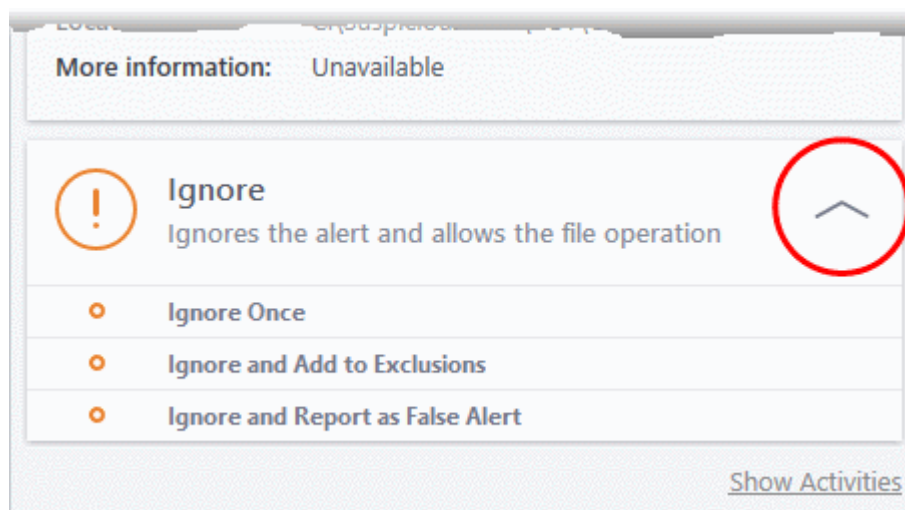 More information: Unavailable
Ignore
Ignores the alert and allows the file operation
Ignore Once
Ignore and Add to Exclusions
Ignore and Report as False Alert
Show Activities